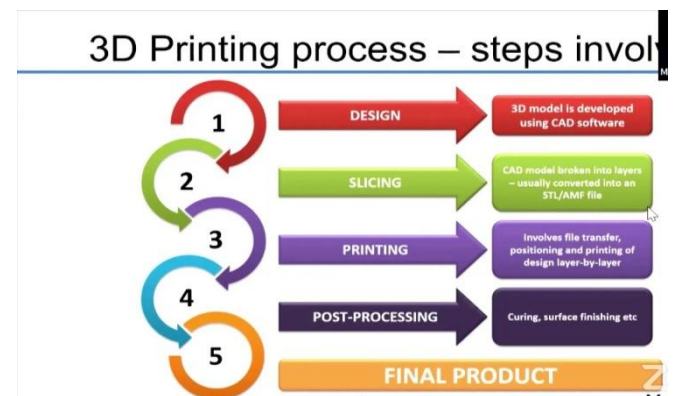 3D Printing process – steps invol
1
DESIGN
3D model is developed
using CAD software
2
SLICING
CAD model broken into layers
– usually converted into an
STL/AMF file
3
PRINTING
Involves file transfer,
positioning and printing of
design layer-by-layer
4
POST-PROCESSING
Curing, surface finishing etc
5
FINAL PRODUCT